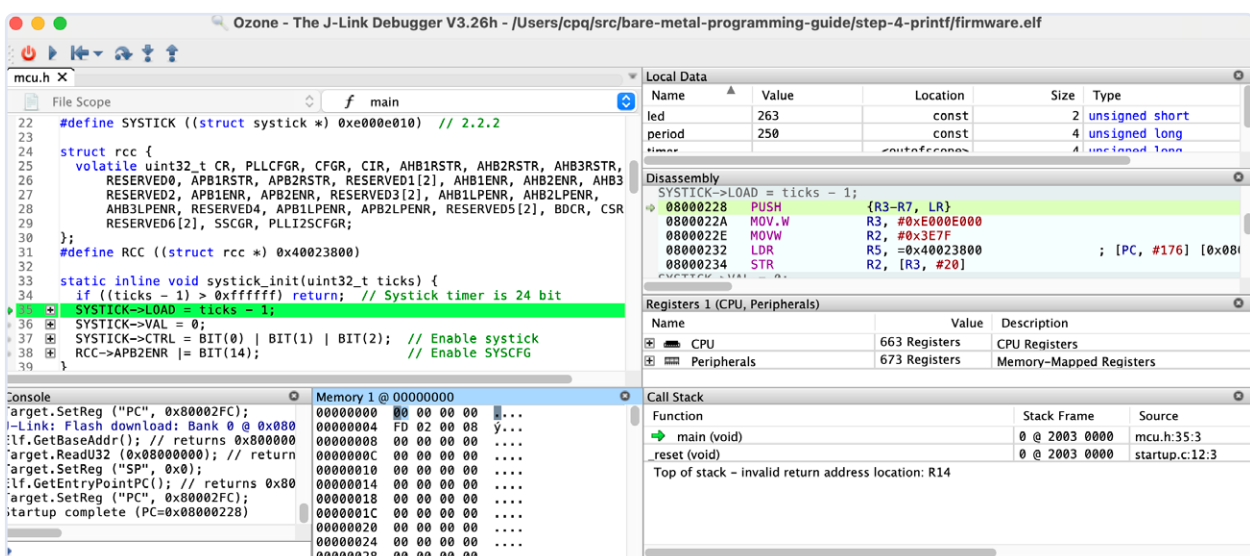 Ozone - The J-Link Debugger V3.26h - /Users/cpq/src/bare-metal-programming-guide/step-4-printf/firmware.elf
mcu.h X
File Scope
f main
22 #define SYSTICK ((struct systick *) 0xe000e010) // 2.2.2
23
24 struct rcc {
25 volatile uint32_t CR, PLLCFGR, CFGR, CIR, AHB1RSTR, AHB2RSTR, AHB3RSTR,
26 RESERVED0, APB1RSTR, APB2RSTR, RESERVED1[2], AHB1ENR, AHB2ENR, AHB3
27 RESERVED2, APB1ENR, APB2ENR, RESERVED3[2], AHB1LPENR, AHB2LPENR,
28 AHB3LPENR, RESERVED4, APB1LPENR, APB2LPENR, RESERVED5[2], BDCR, CSR
29 RESERVED6[2], SSCGR, PLLI2SCFGR;
30 };
31 #define RCC ((struct rcc *) 0x40023800)
32
33 static inline void systick_init(uint32_t ticks) {
34 if ((ticks - 1) > 0xffffff) return; // Systick timer is 24 bit
35 SYSTICK->LOAD = ticks - 1;
36 SYSTICK->VAL = 0;
37 SYSTICK->CTRL = BIT(0) | BIT(1) | BIT(2); // Enable systick
38 RCC->APB2ENR |= BIT(14); // Enable SYSCFG
39 }
Local Data
Name Value Location Size Type
led 263 const 2 unsigned short
period 250 const 4 unsigned long
timer <outofscope> 4 unsigned long
Disassembly
SYSTICK->LOAD = ticks - 1;
08000228 PUSH {R3-R7, LR}
0800022A MOV.W R3, #0xE000E000
0800022E MOVW R2, #0x3E7F
08000232 LDR R5, =0x40023800 ; [PC, #176] [0x080
08000234 STR R2, [R3, #20]
SYSTICK->VAL = 0;
Registers 1 (CPU, Peripherals)
Name Value Description
CPU 663 Registers CPU Registers
Peripherals 673 Registers Memory-Mapped Registers
Console
Target.SetReg ("PC", 0x80002FC);
J-Link: Flash download: Bank 0 @ 0x080
Elf.GetBaseAddr(); // returns 0x800000
Target.ReadU32 (0x08000000); // return
Target.SetReg ("SP", 0x0);
Elf.GetEntryPointPC(); // returns 0x80
Target.SetReg ("PC", 0x80002FC);
Startup complete (PC=0x08000228)
Memory 1 @ 00000000
00000000 00 00 00 00 ....
00000004 FD 02 00 08 ý...
00000008 00 00 00 00 ....
0000000C 00 00 00 00 ....
00000010 00 00 00 00 ....
00000014 00 00 00 00 ....
00000018 00 00 00 00 ....
0000001C 00 00 00 00 ....
00000020 00 00 00 00 ....
00000024 00 00 00 00 ....
00000028 00 00 00 00 ....
Call Stack
Function Stack Frame Source
main (void) 0 @ 2003 0000 mcu.h:35:3
_reset (void) 0 @ 2003 0000 startup.c:12:3
Top of stack – invalid return address location: R14